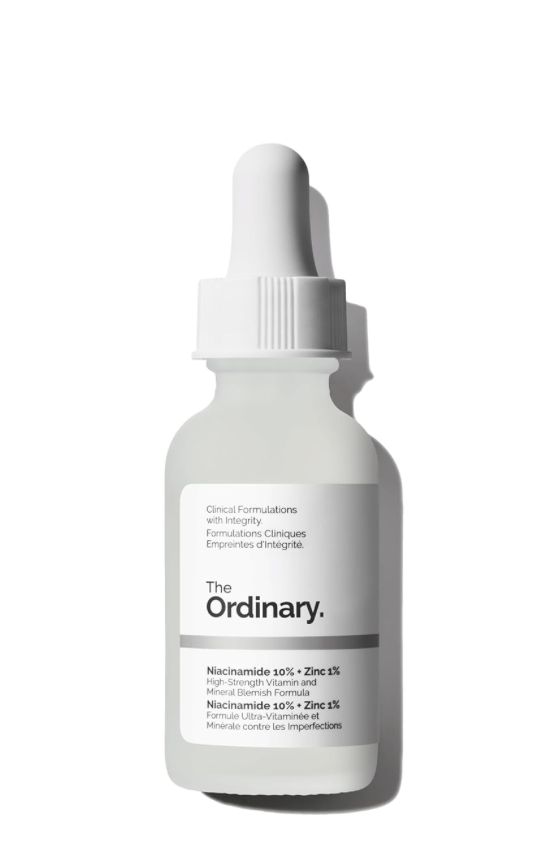 Clinical Formulations
with Integrity.
Formulations Cliniques
Empreintes d'Intégrité.
The
Ordinary.
Niacinamide 10% + Zinc 1%
High-Strength Vitamin and
Mineral Blemish Formula
Niacinamide 10% + Zinc 1%
Formule Ultra-Vitaminée et
Minérale contre les Imperfections